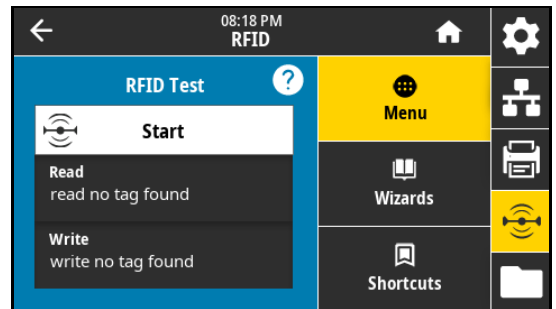 08:18 PM
RFID
RFID Test
?
Start
Read
read no tag found
Write
write no tag found
Menu
Wizards
Shortcuts